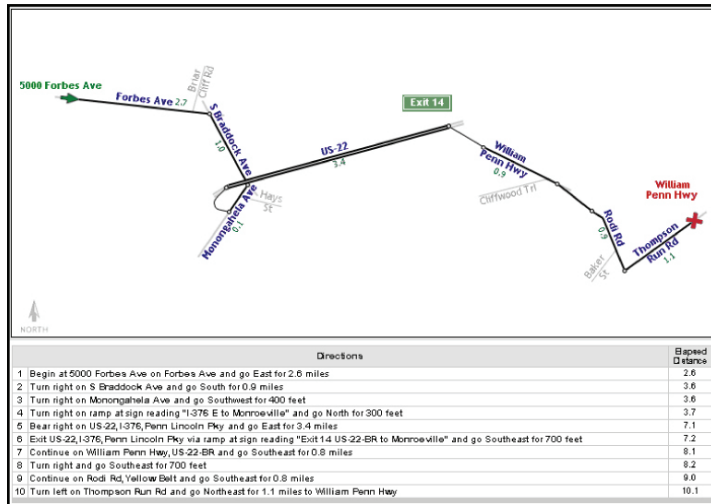 5000 Forbes Ave
Forbes Ave 2.7
Briar
Cliff Rd
S Braddock Ave
1.0
US-22
3.4
Exit 14
Hays
St
Monongahela Ave
0.1
William
Penn Hwy
0.9
Cliffwood Trl
Rodi Rd
0.9
Baker
St
Thompson
Run Rd
1.1
William
Penn Hwy
NORTH
Directions Elapsed
Distance
1 Begin at 5000 Forbes Ave on Forbes Ave and go East for 2.6 miles 2.6
2 Turn right on S Braddock Ave and go South for 0.9 miles 3.6
3 Turn right on Monongahela Ave and go Southwest for 400 feet 3.6
4 Turn right on ramp at sign reading "I-376 E to Monroeville" and go North for 300 feet 3.7
5 Bear right on US-22, I-376, Penn Lincoln Pky and go East for 3.4 miles 7.1
6 Exit US-22, I-376, Penn Lincoln Pky via ramp at sign reading "Exit 14 US-22-BR to Monroeville" and go Southeast for 700 feet 7.2
7 Continue on William Penn Hwy, US-22-BR and go Southeast for 0.8 miles 8.1
8 Turn right and go Southeast for 700 feet 8.2
9 Continue on Rodi Rd, Yellow Belt and go Southeast for 0.8 miles 9.0
10 Turn left on Thompson Run Rd and go Northeast for 1.1 miles to William Penn Hwy 10.1